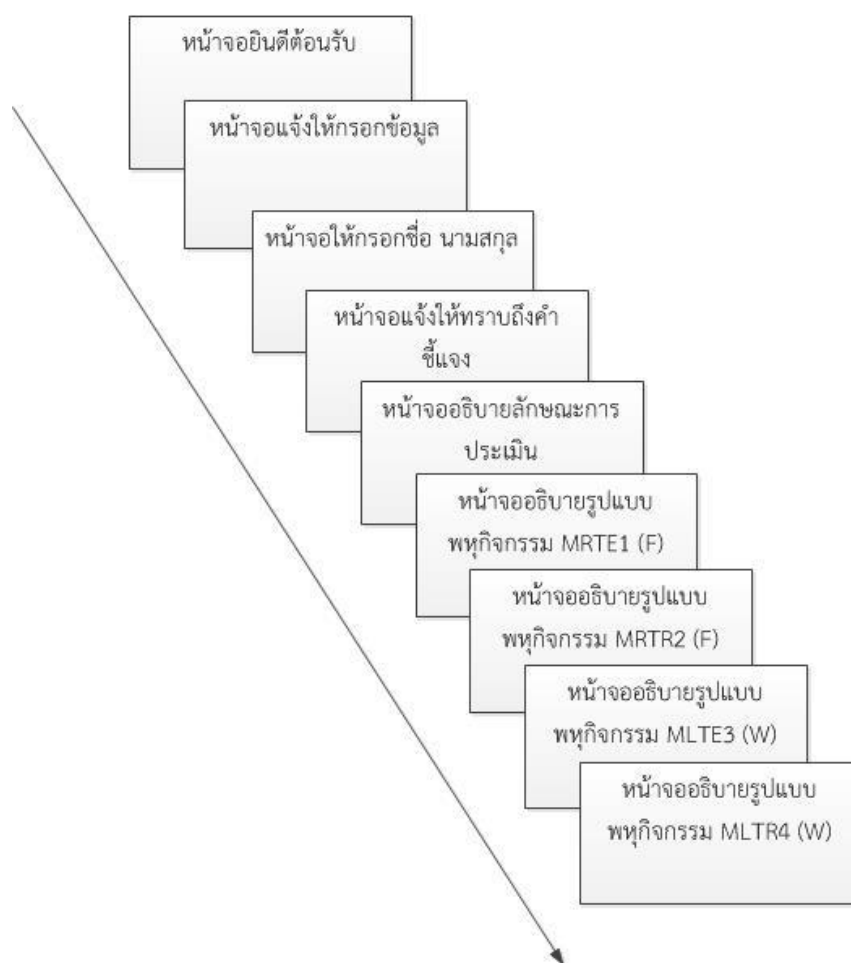 หน้าจอยินดีต้อนรับ
หน้าจอแจ้งให้กรอกข้อมูล
หน้าจอให้กรอกชื่อ นามสกุล
หน้าจอแจ้งให้ทราบถึงคำ
ชี้แจง
หน้าจออธิบายลักษณะการ
ประเมิน
หน้าจออธิบายรูปแบบ
พหุกิจกรรม MRTE1 (F)
หน้าจออธิบายรูปแบบ
พหุกิจกรรม MRTR2 (F)
หน้าจออธิบายรูปแบบ
พหุกิจกรรม MLTE3 (W)
หน้าจออธิบายรูปแบบ
พหุกิจกรรม MLTR4 (W)